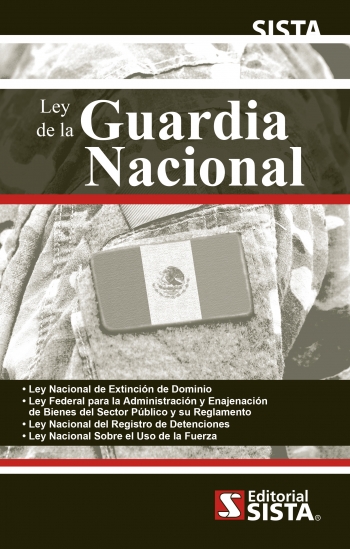 SISTA
Ley
de la
Guardia
Nacional
• Ley Nacional de Extinción de Dominio
• Ley Federal para la Administración y Enajenación
de Bienes del Sector Público y su Reglamento
• Ley Nacional del Registro de Detenciones
• Ley Nacional Sobre el Uso de la Fuerza
S Editorial
SISTA®